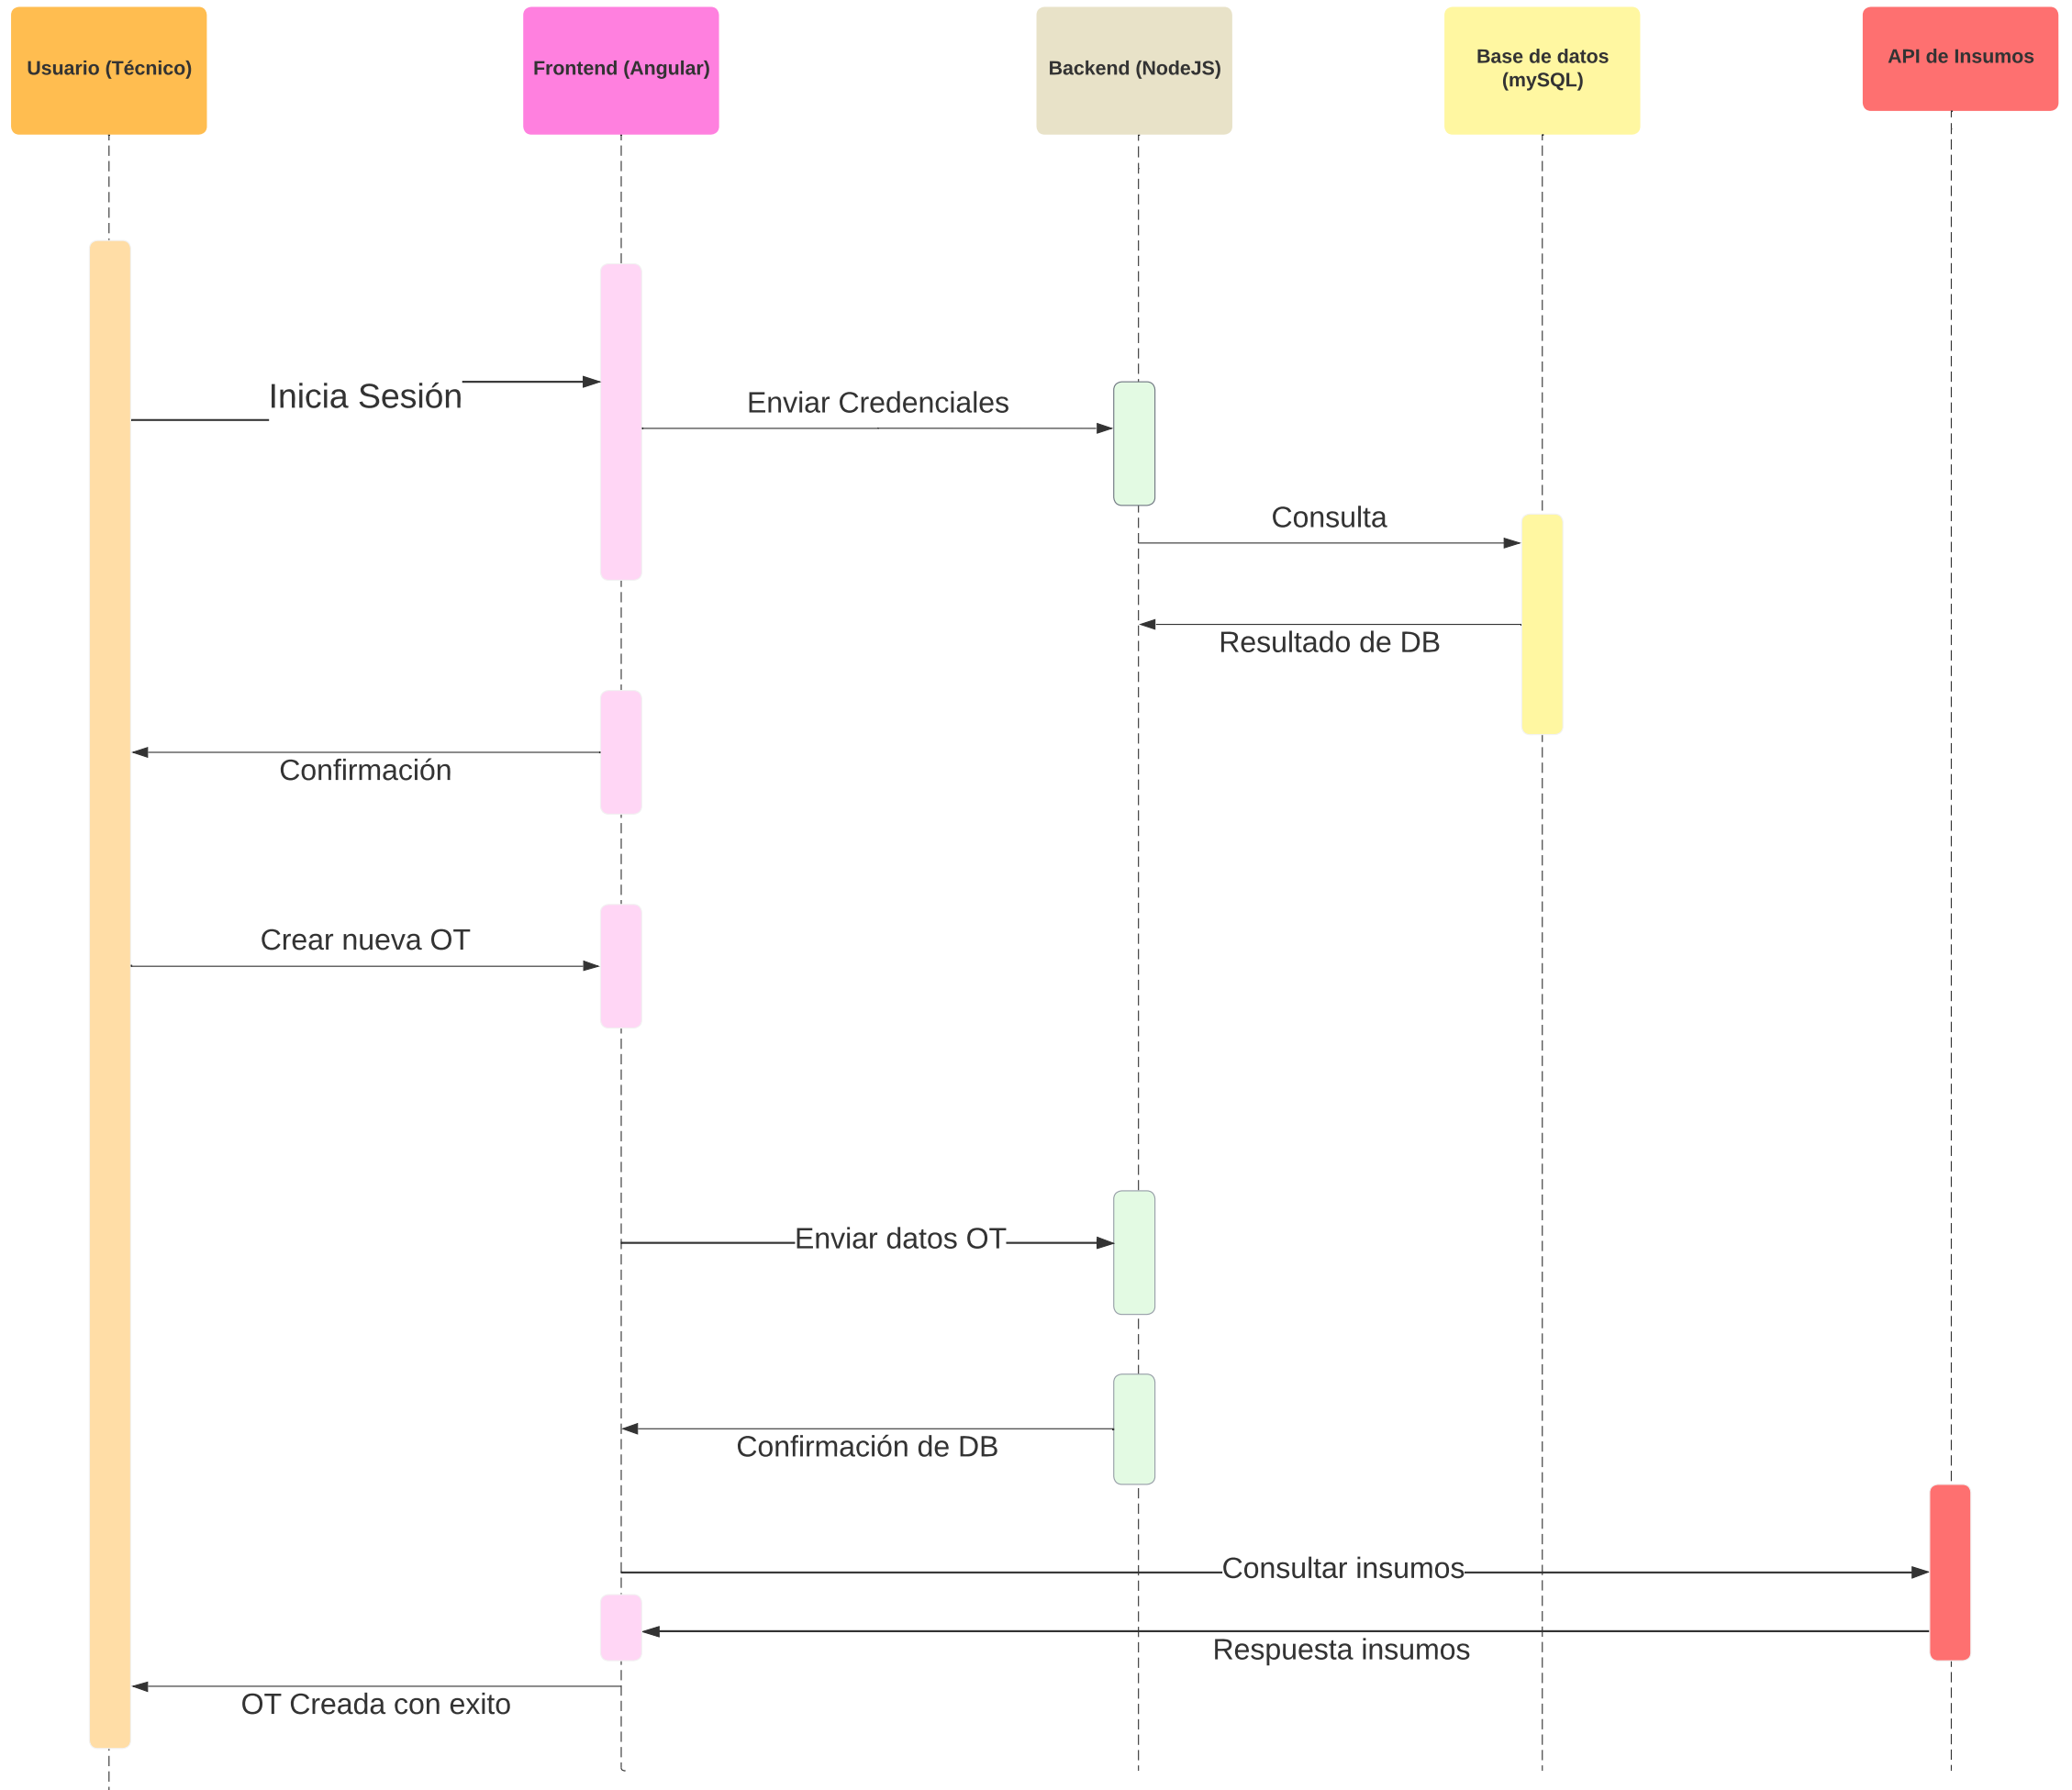 Usuario (Técnico)
Frontend (Angular)
Backend (NodeJS)
Base de datos
(mySQL)
API de Insumos
Inicia Sesión
Enviar Credenciales
Consulta
Resultado de DB
Confirmación
Crear nueva OT
Enviar datos OT
Confirmación de DB
Consultar insumos
Respuesta insumos
OT Creada con exito